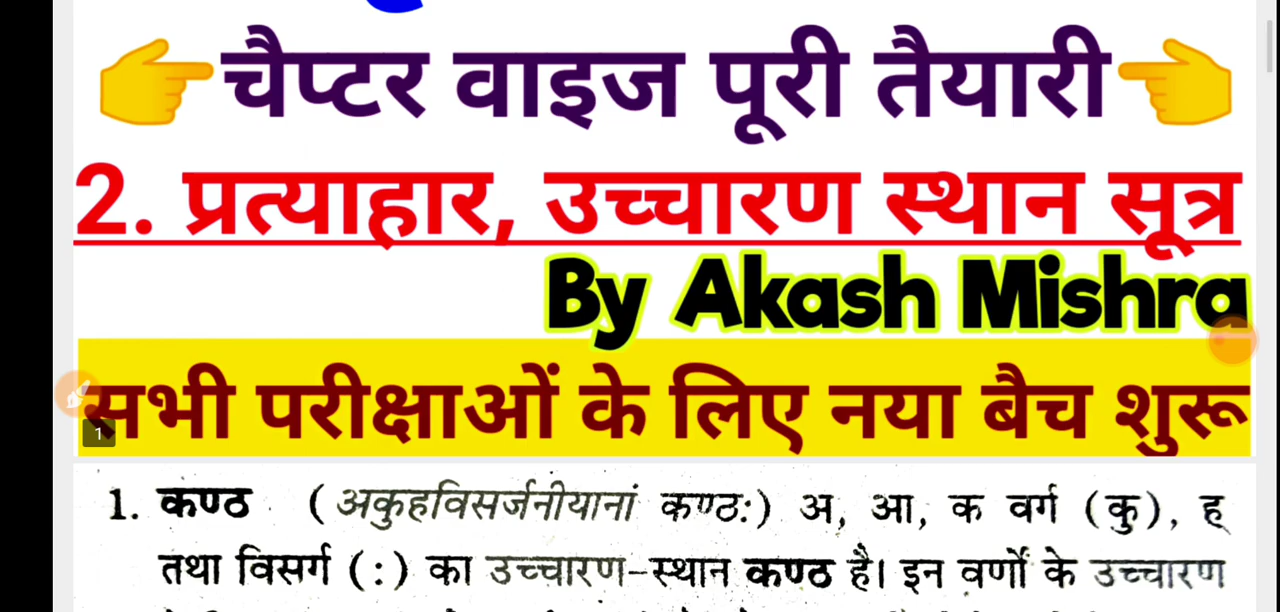 👉चैप्टर वाइज पूरी तैयारी👈
2. प्रत्याहार, उच्चारण स्थान सूत्र
By Akash Mishra
सभी परीक्षाओं के लिए नया बैच शुरू
1
1. कण्ठ (अकुहविसर्जनीयानां कण्ठः) अ, आ, क वर्ग (कु), ह्
तथा विसर्ग (:) का उच्चारण-स्थान कण्ठ है। इन वर्णों के उच्चारण